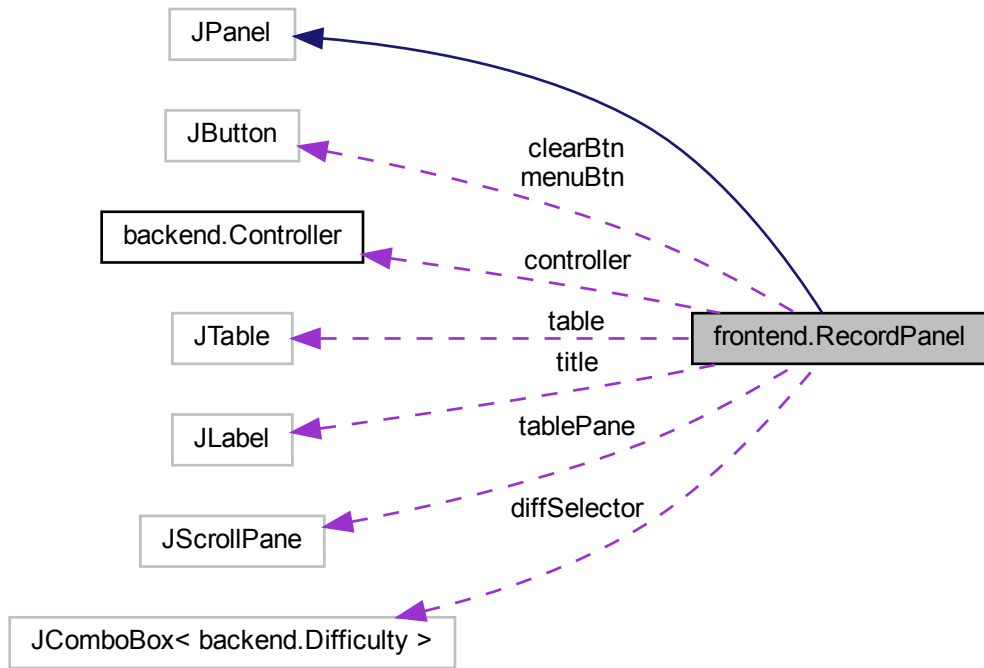 JPanel
JButton
clearBtn
menuBtn
backend.Controller
controller
JTable
table
frontend.RecordPanel
title
JLabel
tablePane
JScrollPane
diffSelector
JComboBox< backend.Difficulty >